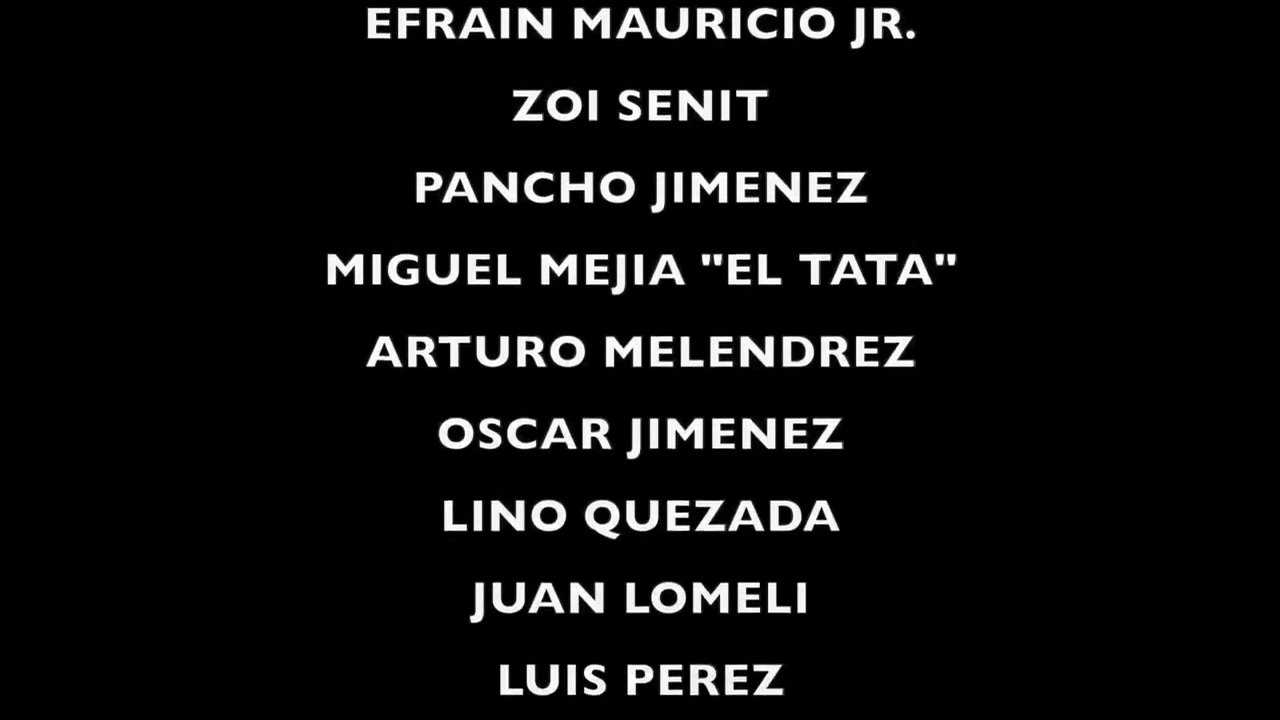 EFRAIN MAURICIO JR.
ZOI SENIT
PANCHO JIMENEZ
MIGUEL MEJIA "EL TATA"
ARTURO MELENDREZ
OSCAR JIMENEZ
LINO QUEZADA
JUAN LOMELI
LUIS PEREZ